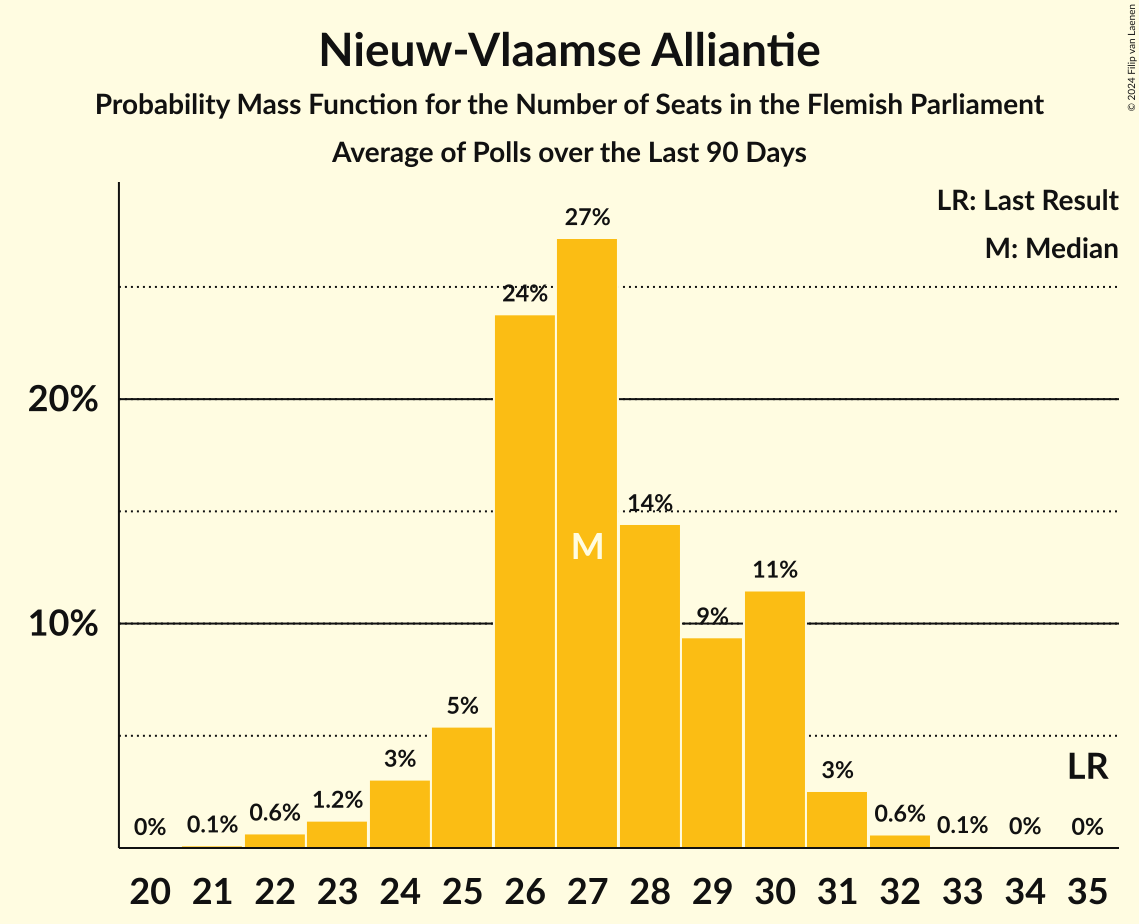 Nieuw-Vlaamse Alliantie
Probability Mass Function for the Number of Seats in the Flemish Parliament
Average of Polls over the Last 90 Days
© 2024 Filip van Laenen
LR: Last Result
M: Median
20%
10%
0%
0.1%
0.6%
1.2%
3%
5%
24%
27%
14%
9%
11%
3%
0.6%
0.1%
0%
0%
M
LR
20 21 22 23 24 25 26 27 28 29 30 31 32 33 34 35